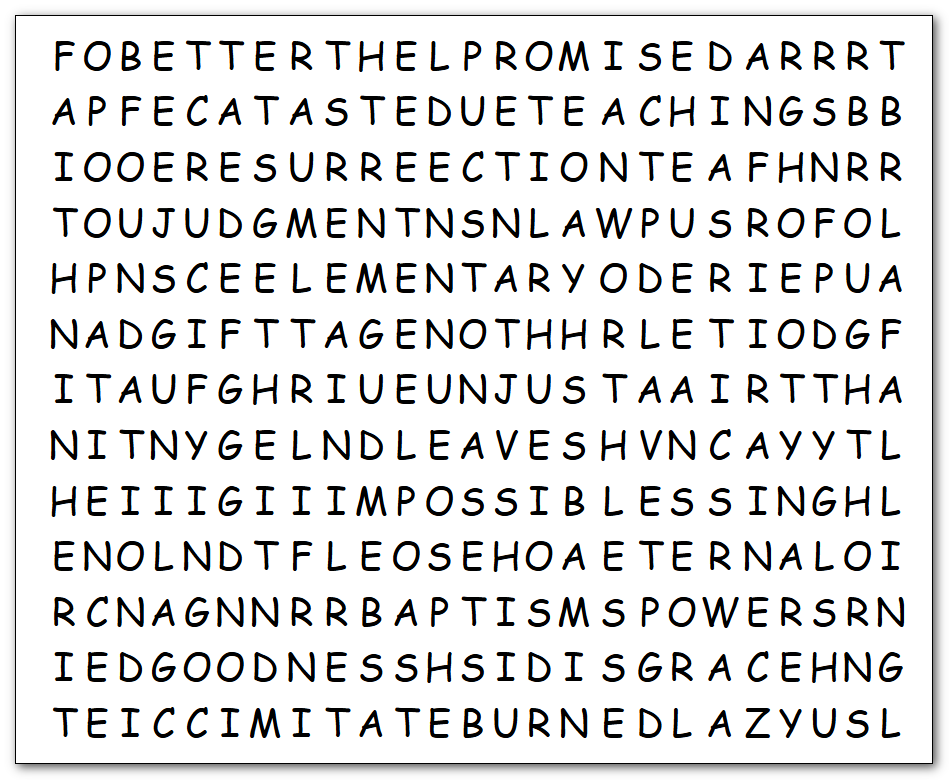 FOBETTERTHELPROMISEDARRRT
APFECATASTEDUETEACHINGSBB
IOOERESURREECTIONTEAFHNRR
TOUJUDGMENTNSNLAWPUSROFOL
HPNSCEELEMENTARYODERIEPUA
NADGIFTTAGENOTHHRLETIODGF
ITAUFGHRIUEUNJUSTAAIRTTHA
NITNYGELNDLEAVESHVNCAYYTL
HEIIIGIIIMPOSSIBLESSINGHL
ENOLNDTFLEOSEHOAETERNALOI
RCNAGNNRRBAPTISMSPOWERSRN
IEDGOODNESSHSIDISGRACEHNG
TEICCIMITATEBURNEDLAZYUSL